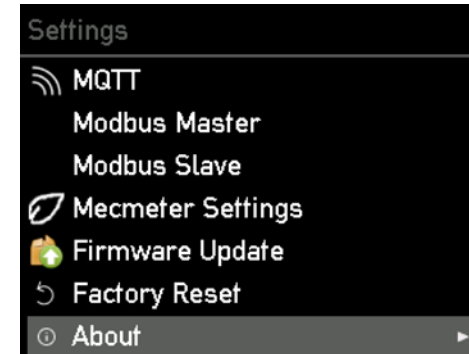 Settings
MQTT
Modbus Master
Modbus Slave
Mecmeter Settings
Firmware Update
Factory Reset
About